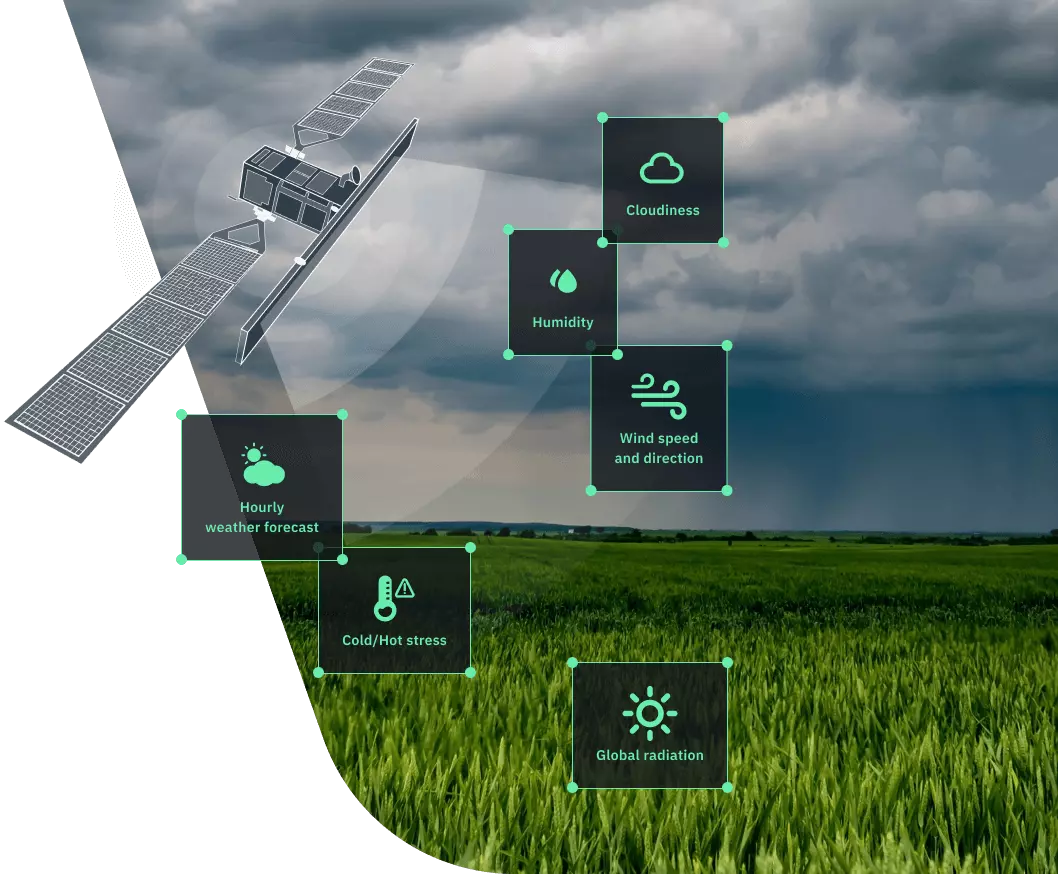 Cloudiness
Humidity
Wind speed
and direction
Hourly
weather forecast
Cold/Hot stress
Global radiation